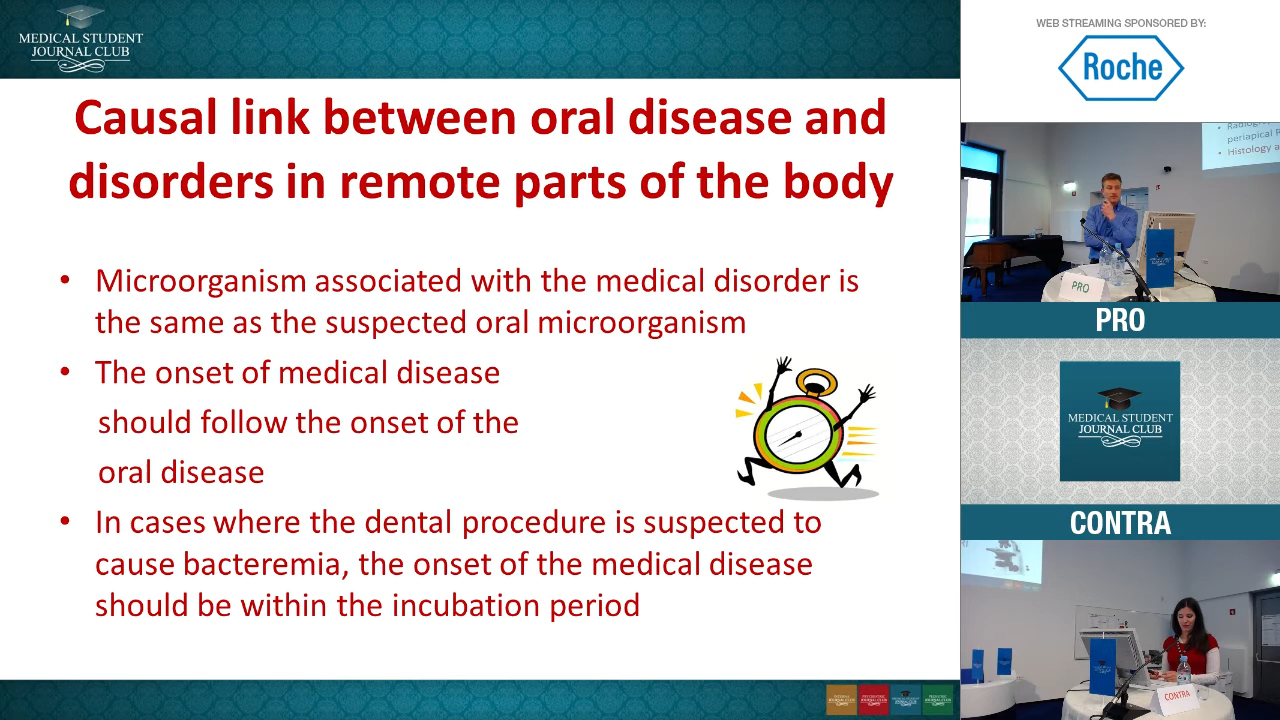 MEDICAL STUDENT
JOURNAL CLUB
Causal link between oral disease and
disorders in remote parts of the body
• Microorganism associated with the medical disorder is
the same as the suspected oral microorganism
• The onset of medical disease
should follow the onset of the
oral disease
• In cases where the dental procedure is suspected to
cause bacteremia, the onset of the medical disease
should be within the incubation period
WEB STREAMING SPONSORED BY:
Roche
periapical
• Histology
PRO
PRO
MEDICAL STUDENT
JOURNAL CLUB
CONTRA
CONTRA